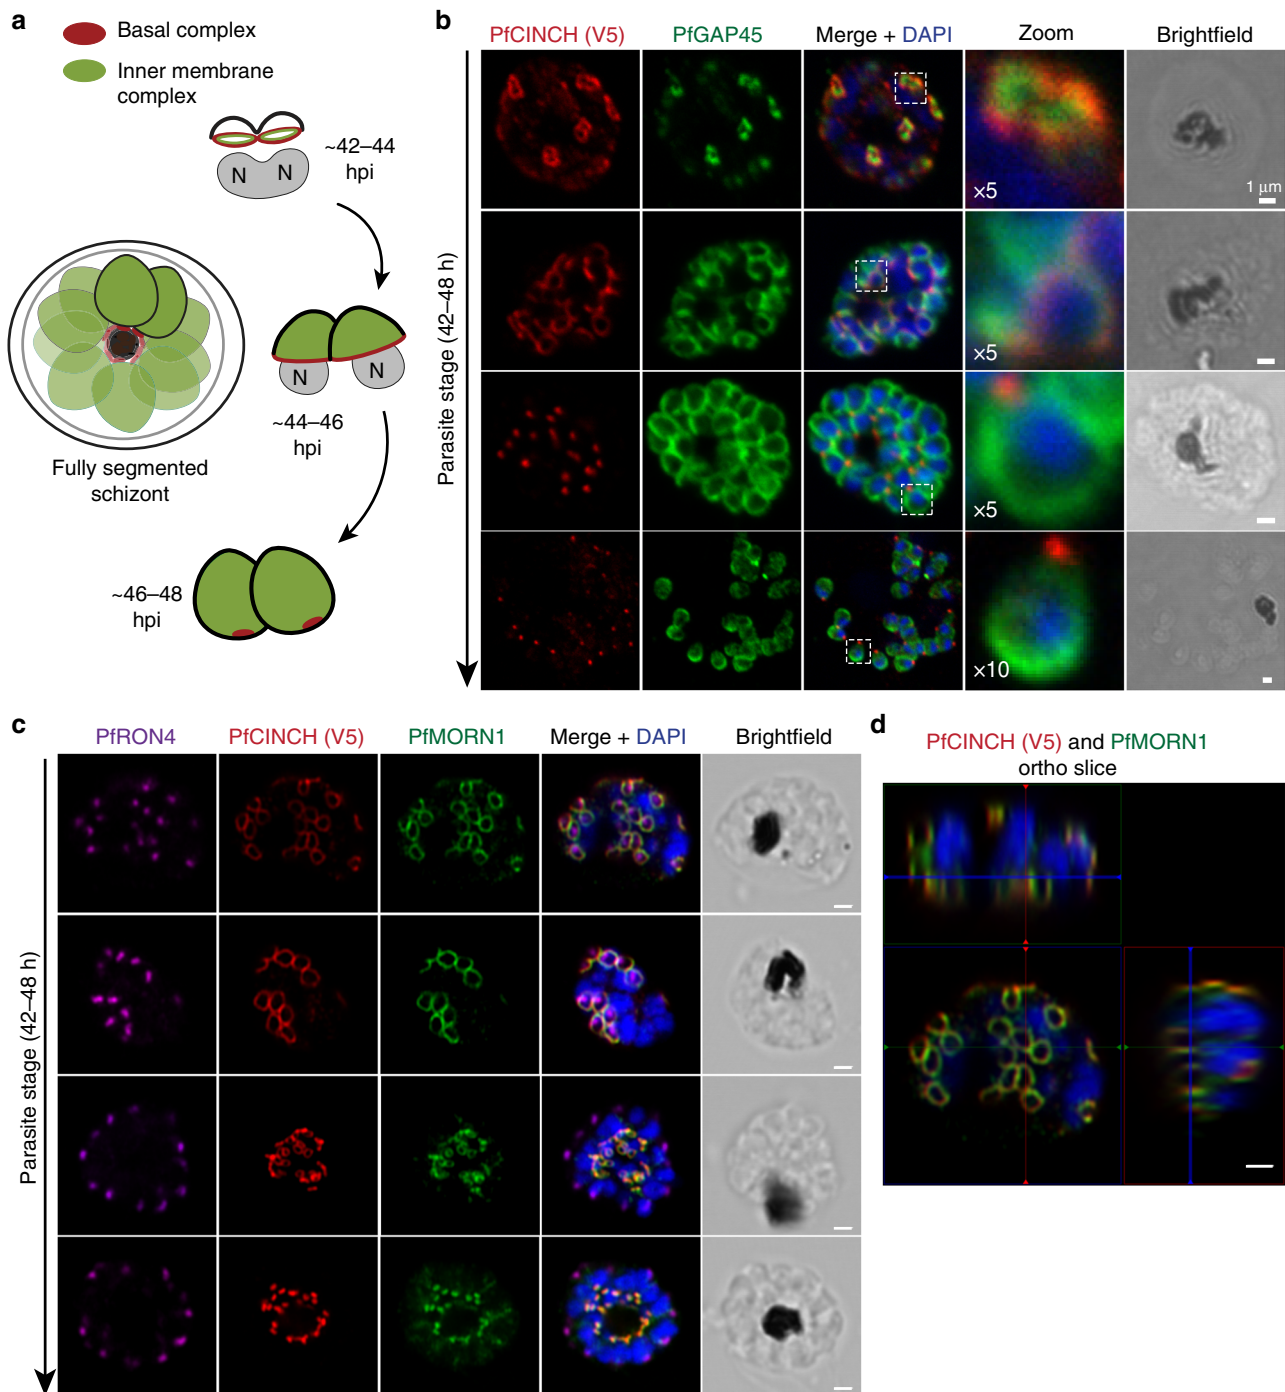 a
Basal complex
Inner membrane
complex
N N
~42–44
hpi
N N
~44–46
hpi
Fully segmented
schizont
~46–48
hpi
b
PfCINCH (V5) PfGAP45 Merge + DAPI Zoom Brightfield
Parasite stage (42–48 h)
×5
1 μm
×5
×5
×10
c
PfRON4 PfCINCH (V5) PfMORN1 Merge + DAPI Brightfield
Parasite stage (42–48 h)
d
PfCINCH (V5) and PfMORN1
ortho slice